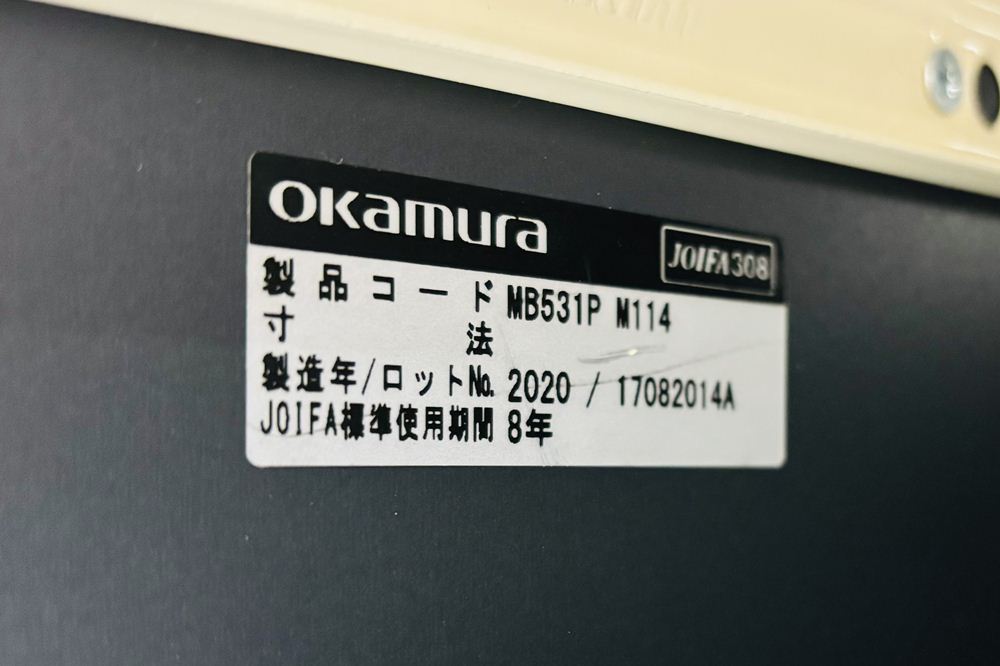 OKamura
JOIFA308
製品コード MB531P M114
寸法
製造年/ロットNo. 2020 / 17082014A
JOIFA標準使用期間 8年